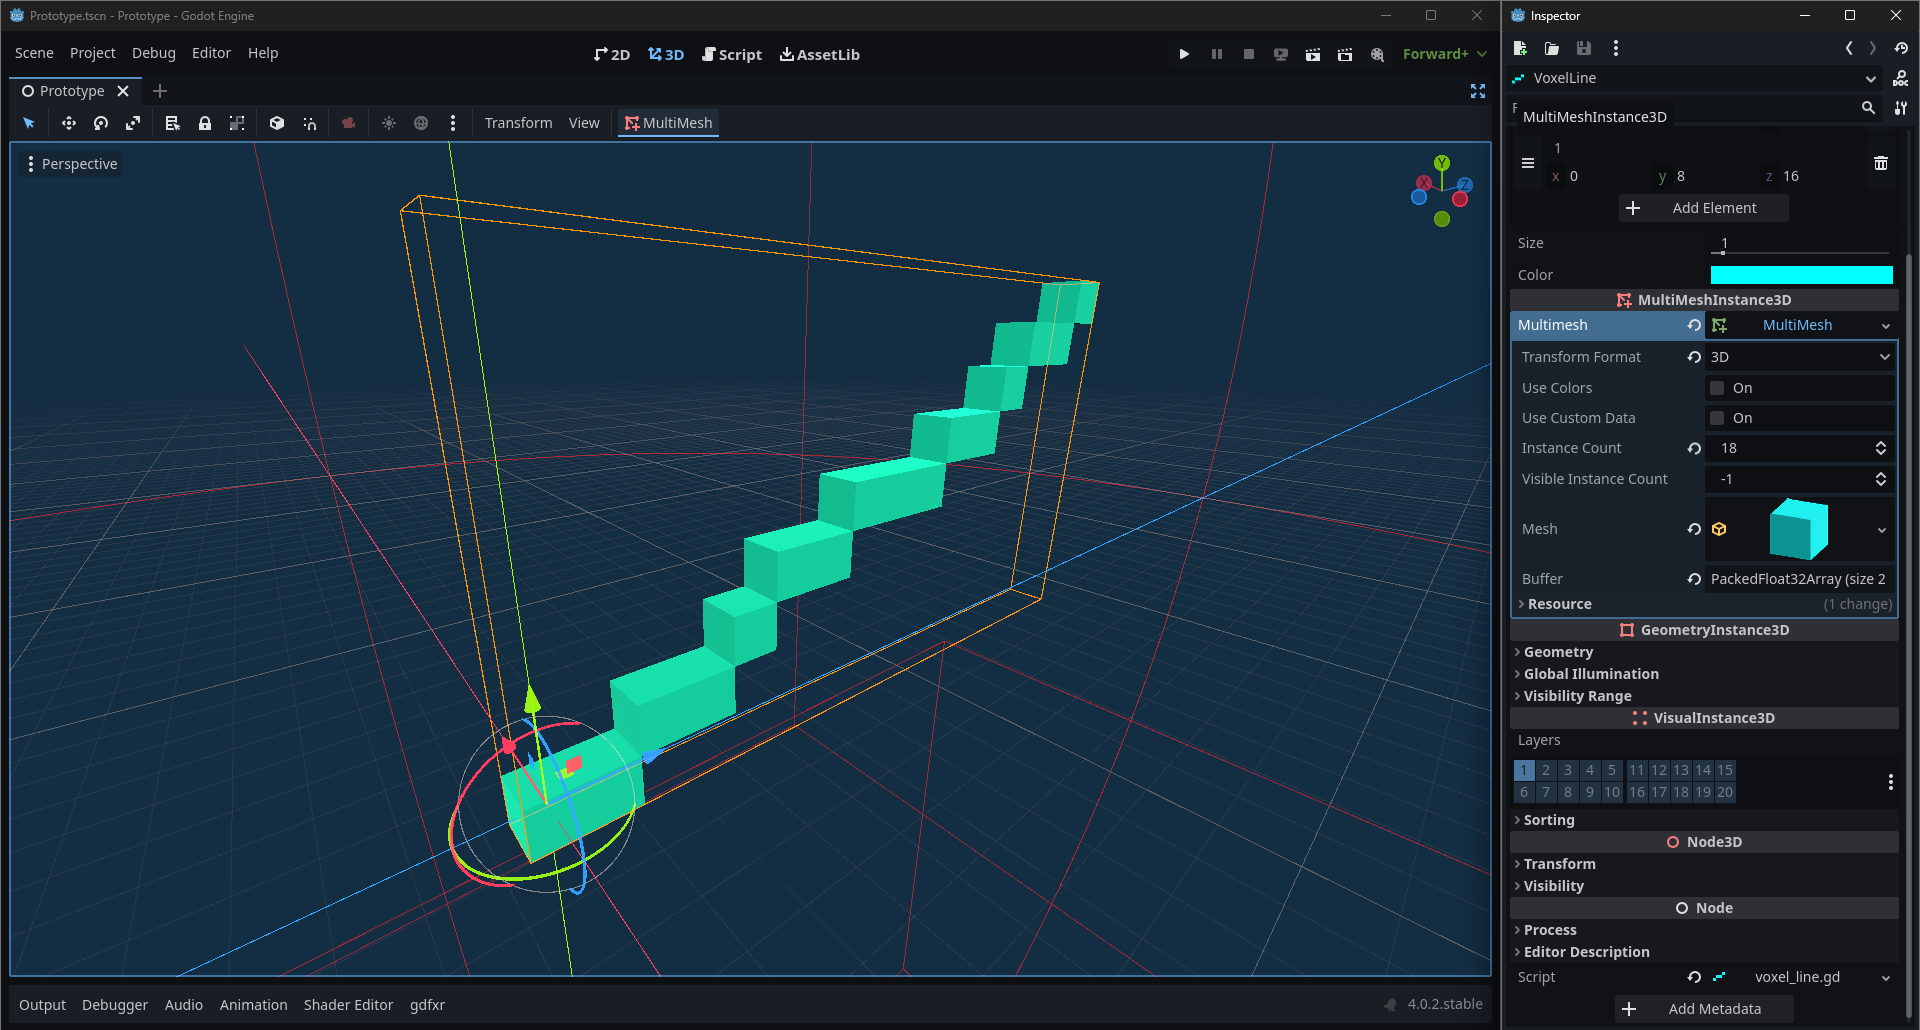 Prototype.tscn - Prototype - Godot Engine
Scene Project Debug Editor Help
2D 3D Script AssetLib
Forward+
Prototype
Transform View MultiMesh
Perspective
Y
X
Z
Output Debugger Audio Animation Shader Editor gdfxr
4.0.2.stable
Inspector
VoxelLine
DOC
MultiMeshInstance3D
1
x 0 y 8 z 16
Add Element
Size 1
Color
MultiMeshInstance3D
Multimesh MultiMesh
Transform Format 3D
Use Colors On
Use Custom Data On
Instance Count 18
Visible Instance Count -1
Mesh
Buffer PackedFloat32Array (size 2
Resource (1 change)
GeometryInstance3D
Geometry
Global Illumination
Visibility Range
VisualInstance3D
Layers
1 2 3 4 5 11 12 13 14 15
6 7 8 9 10 16 17 18 19 20
Sorting
Node3D
Transform
Visibility
Node
Process
Editor Description
Script voxel_line.gd
Add Metadata